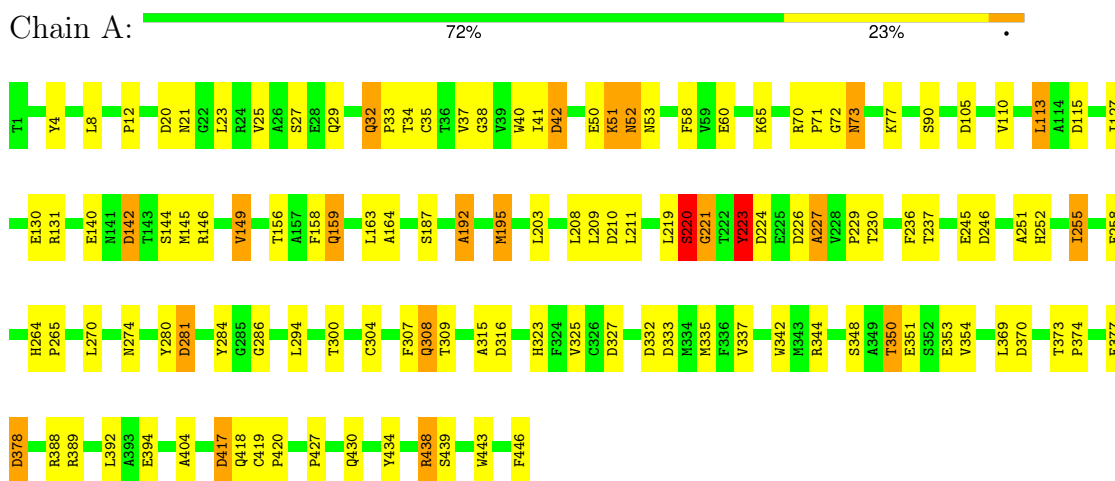 Chain A:
72% 23% •
T1 Y4 L8 P12 D20 N21 G22 L23 R24 V25 A26 S27 E28 Q29 Q32 P33 T34 C35 T36 V37 G38 V39 W40 I41 D42 E50 K51 N52 N53 F58 V59 E60 K65 R70 P71 G72 N73 K77 S90 D105 V110 L113 A114 D115
E130 R131 E140 N141 D142 T143 S144 M145 R146 V149 T156 A157 F158 Q159 L163 A164 S187 A192 M195 L203 L208 L209 D210 L211 L219 S220 G221 T222 Y223 D224 E225 D226 A227 V228 P229 T230 F236 T237 E245 D246 A251 H252 I255
H264 P265 L270 N274 Y280 D281 Y284 G285 G286 L294 T300 C304 F307 Q308 T309 A315 D316 H323 F324 V325 C326 D327 D332 D333 M334 M335 F336 V337 W342 M343 R344 S348 A349 T350 E351 S352 E353 V354 L369 D370 T373 P374
D378 R388 R389 L392 A393 E394 A404 D417 Q418 C419 P420 P427 Q430 Y434 R438 S439 W443 F446